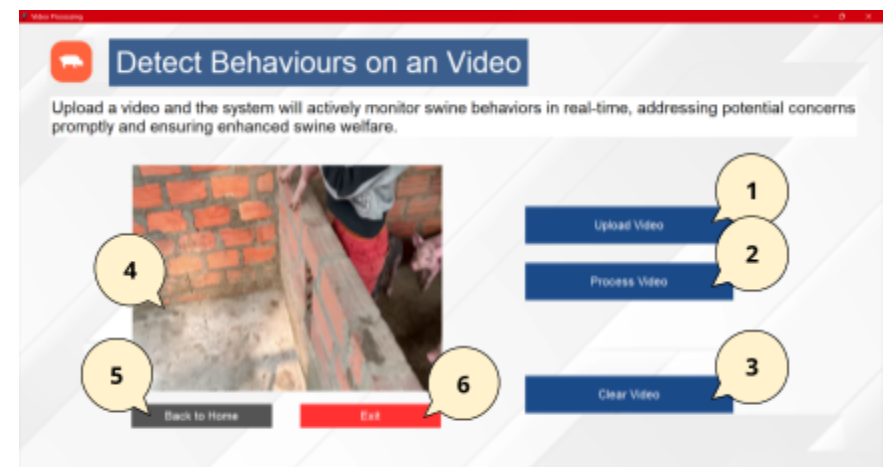 Video Processing
Detect Behaviours on an Video
Upload a video and the system will actively monitor swine behaviors in real-time, addressing potential concerns
promptly and ensuring enhanced swine welfare.
1
Upload Video
2
Process Video
4
3
Clear Video
5
6
Back to Home
Exit